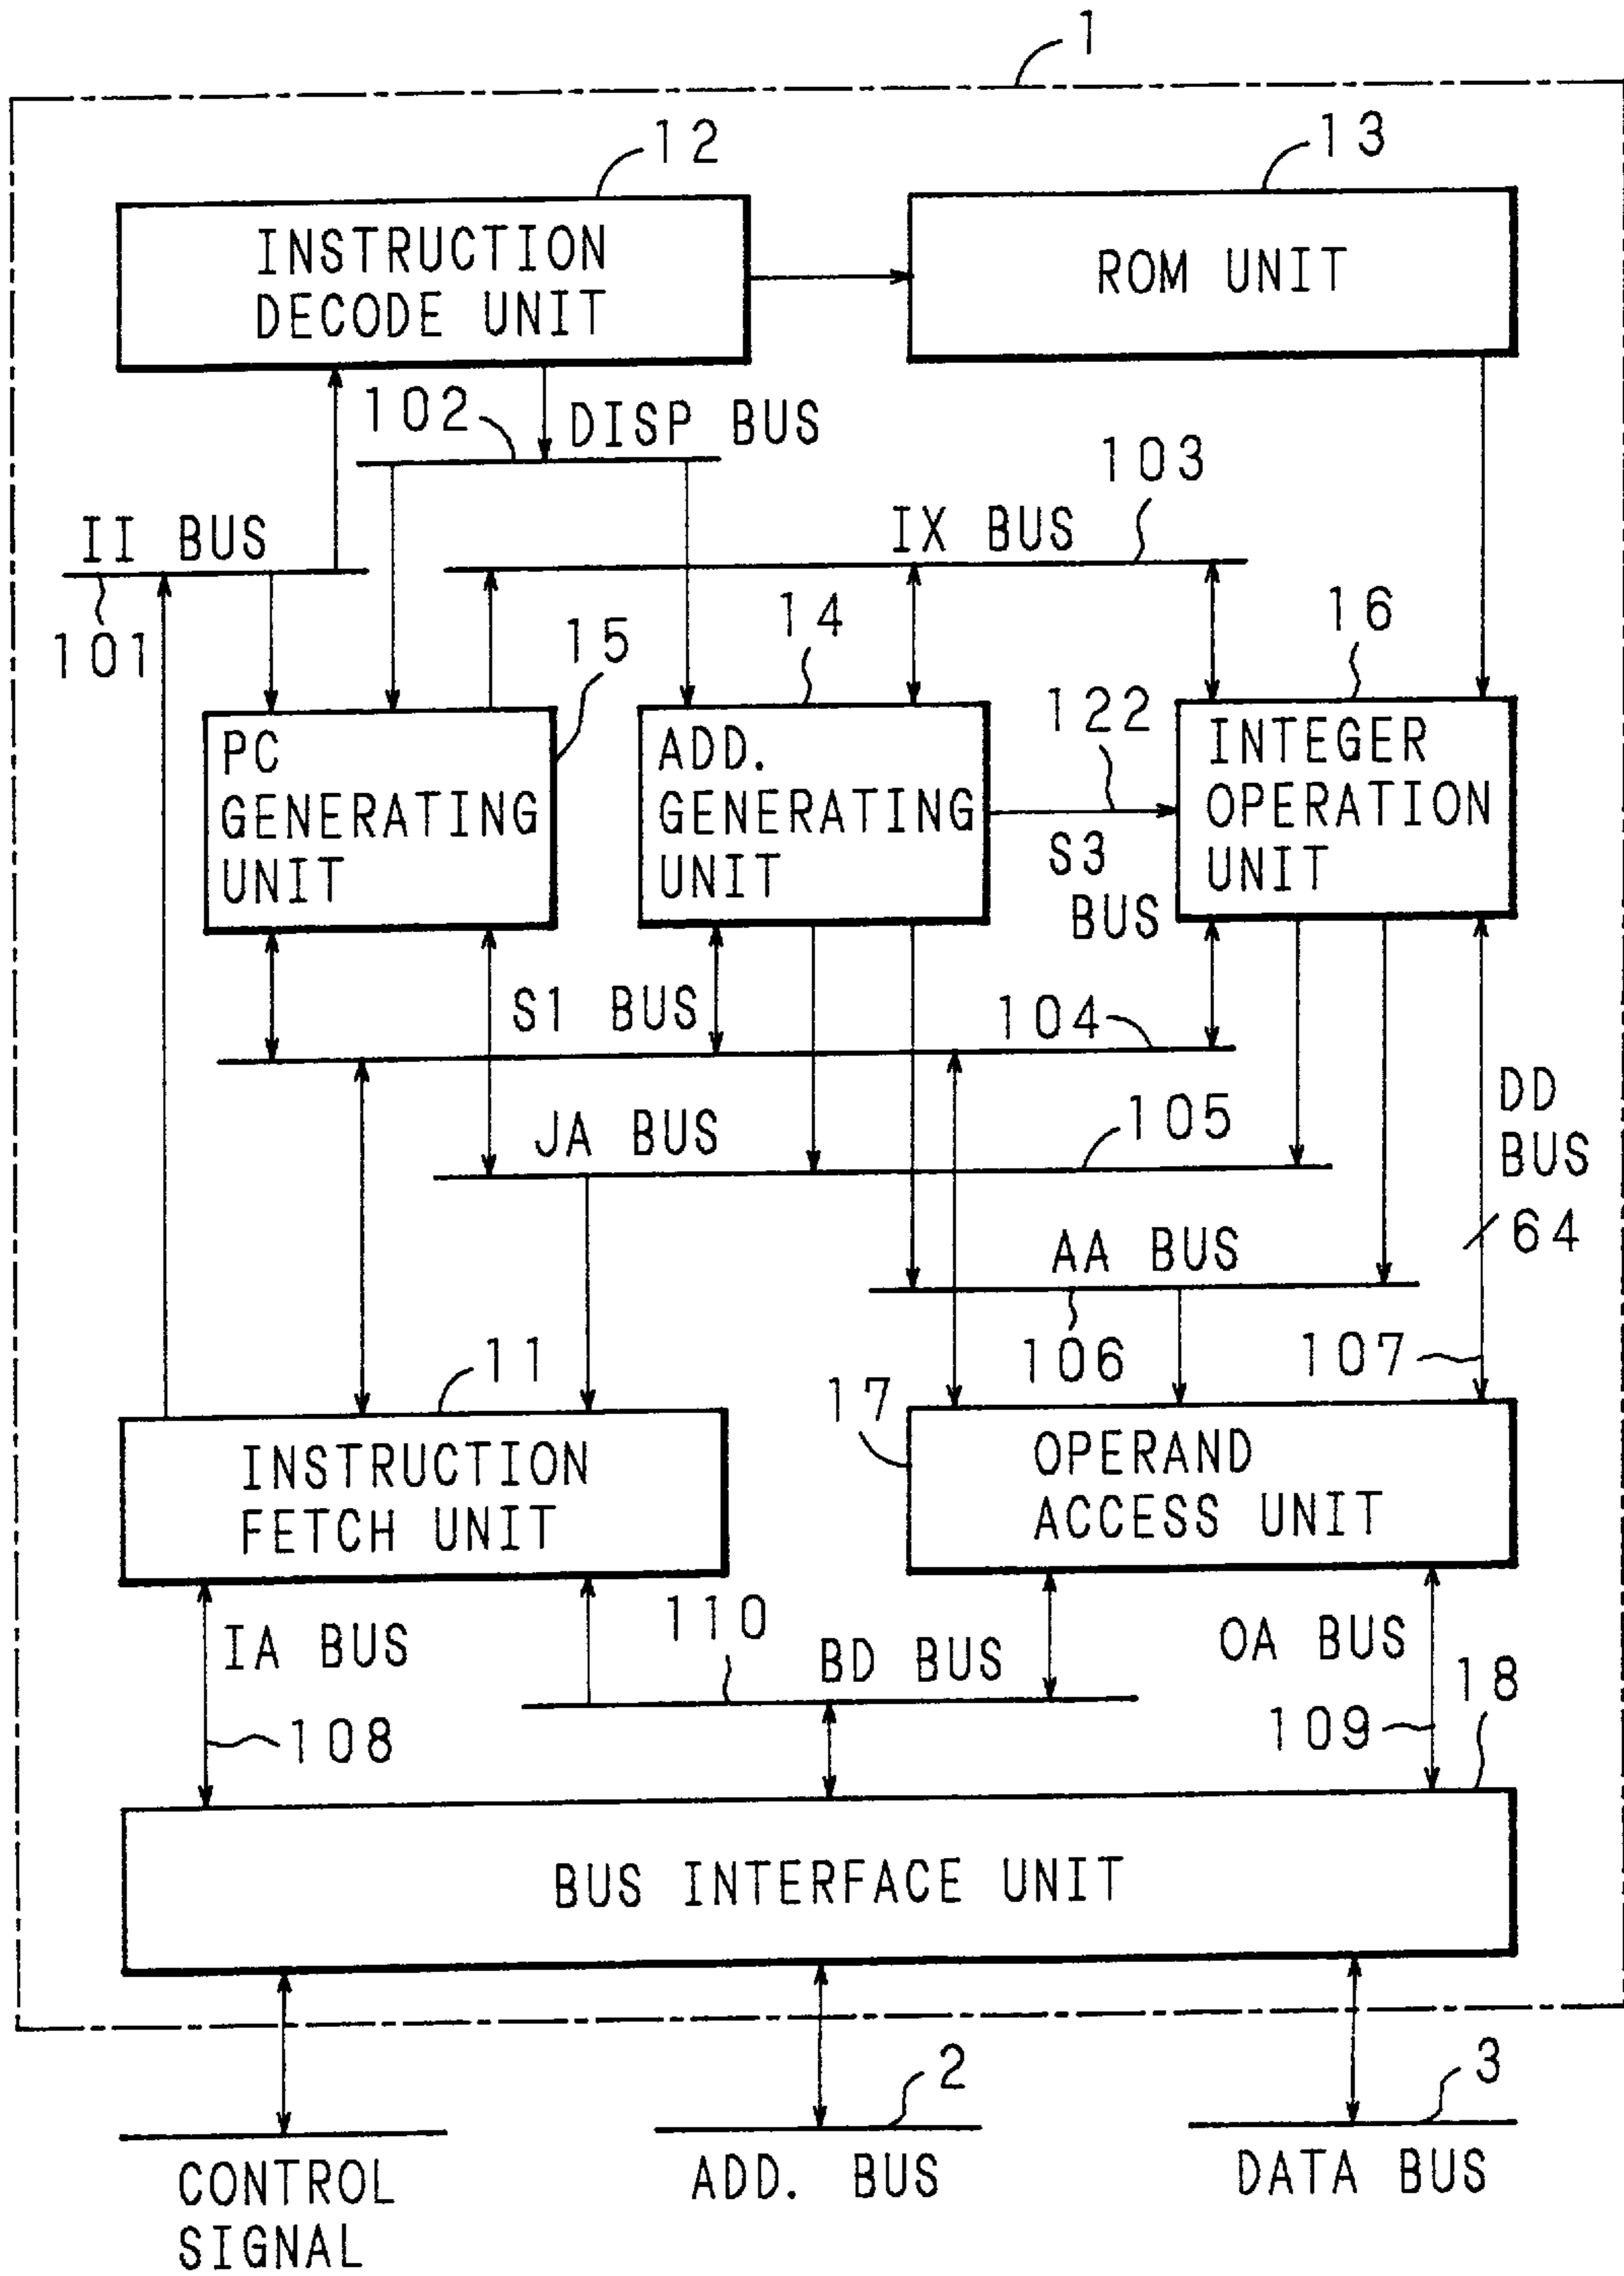 1
12
13
INSTRUCTION
DECODE UNIT
ROM UNIT
102
DISP BUS
103
II BUS
IX BUS
101
15
14
16
122
PC
GENERATING
UNIT
ADD.
GENERATING
UNIT
S3
BUS
INTEGER
OPERATION
UNIT
S1 BUS
104
JA BUS
105
DD
BUS
64
AA BUS
106
107
11
17
INSTRUCTION
FETCH UNIT
OPERAND
ACCESS UNIT
IA BUS
110
BD BUS
OA BUS
18
108
109
BUS INTERFACE UNIT
2
3
CONTROL
SIGNAL
ADD. BUS
DATA BUS